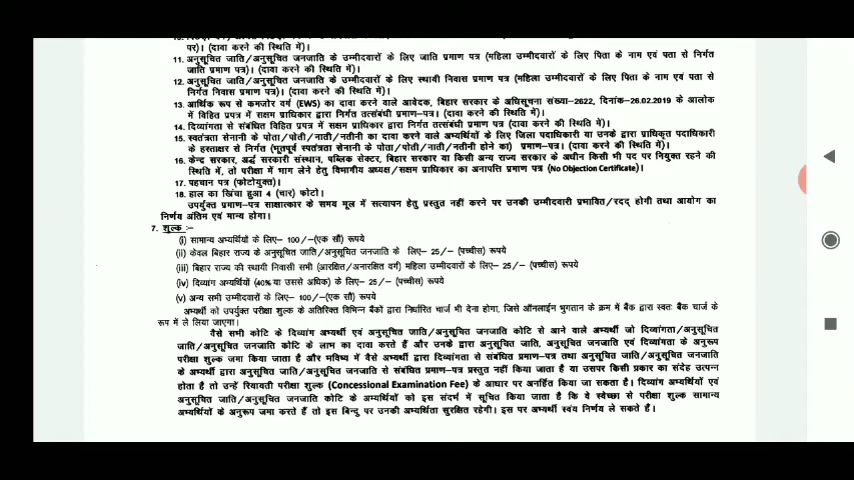 पर)। (दावा करने की स्थिति में)।
11. अनुसूचित जाति/अनुसूचित जनजाति के उम्मीदवारों के लिए जाति प्रमाण पत्र (महिला उम्मीदवारों के लिए पिता के नाम एवं पता से निर्गत
जाति प्रमाण पत्र)। (दावा करने की स्थिति में)।
12. अनुसूचित जाति/अनुसूचित जनजाति के उम्मीदवारों के लिए स्थायी निवास प्रमाण पत्र (महिला उम्मीदवारों के लिए पिता के नाम एवं पता से
निर्गत निवास प्रमाण पत्र)। (दावा करने की स्थिति में)।
13. आर्थिक रूप से कमजोर वर्ग (EWS) का दावा करने वाले आवेदक, बिहार सरकार के अधिसूचना संख्या-2622, दिनांक-26.02.2019 के आलोक
में विहित प्रपत्र में सक्षम प्राधिकार द्वारा निर्गत तत्संबंधी प्रमाण-पत्र। (दावा करने की स्थिति में)।
14. दिव्यांगता से संबंधित विहित प्रपत्र में सक्षम प्राधिकार द्वारा निर्गत तत्संबंधी प्रमाण पत्र (दावा करने की स्थिति में)।
15. स्वतंत्रता सेनानी के पोता/पोती/नाती/नतीनी का दावा करने वाले अभ्यर्थियों के लिए जिला पदाधिकारी या उनके द्वारा प्राधिकृत पदाधिकारी
के हस्ताक्षर से निर्गत (भूतपूर्व स्वतंत्रता सेनानी के पोता/पोती/नाती/नतीनी होने का) प्रमाण-पत्र। (दावा करने की स्थिति में)।
16. केन्द्र सरकार, अर्द्ध सरकारी संस्थान, पब्लिक सेक्टर, बिहार सरकार या किसी अन्य राज्य सरकार के अधीन किसी भी पद पर नियुक्त रहने की
स्थिति में, तो परीक्षा में भाग लेने हेतु विभागीय अध्यक्ष/सक्षम प्राधिकार का अनापत्ति प्रमाण पत्र (No Objection Certificate)।
17. पहचान पत्र (फोटोयुक्त)।
18. हाल का खिंचा हुआ 4 (चार) फोटो।
उपर्युक्त प्रमाण-पत्र साक्षात्कार के समय मूल में सत्यापन हेतु प्रस्तुत नहीं करने पर उनकी उम्मीदवारी प्रभावित/रदद् होगी तथा आयोग का
निर्णय अंतिम एवं मान्य होगा।
7. शुल्क :-
(i) सामान्य अभ्यर्थियों के लिए- 100/-(एक सौ) रूपये
(ii) केवल बिहार राज्य के अनुसूचित जाति/अनुसूचित जनजाति के लिए- 25/- (पच्चीस) रूपये
(iii) बिहार राज्य की स्थायी निवासी सभी (आरक्षित/अनारक्षित वर्ग) महिला उम्मीदवारों के लिए- 25/- (पच्चीस) रूपये
(iv) दिव्यांग अभ्यर्थियों (40% या उससे अधिक) के लिए- 25/- (पच्चीस) रूपये
(v) अन्य सभी उम्मीदवारों के लिए- 100/-(एक सौ) रूपये
अभ्यर्थी को उपर्युक्त परीक्षा शुल्क के अतिरिक्त विभिन्न बैंकों द्वारा निर्धारित चार्ज भी देना होगा, जिसे ऑनलाईन भुगतान के क्रम में बैंक द्वारा स्वतः बैंक चार्ज के
रूप में ले लिया जाएगा।
वैसे सभी कोटि के दिव्यांग अभ्यर्थी एवं अनुसूचित जाति/अनुसूचित जनजाति कोटि से आने वाले अभ्यर्थी जो दिव्यांगता/अनुसूचित
जाति/अनुसूचित जनजाति कोटि के लाभ का दावा करते हैं और उनके द्वारा अनुसूचित जाति, अनुसूचित जनजाति एवं दिव्यांगता के अनुरूप
परीक्षा शुल्क जमा किया जाता है और भविष्य में वैसे अभ्यर्थी द्वारा दिव्यांगता से संबंधित प्रमाण-पत्र तथा अनुसूचित जाति/अनुसूचित जनजाति
के अभ्यर्थी द्वारा अनुसूचित जाति/अनुसूचित जनजाति से संबंधित प्रमाण-पत्र प्रस्तुत नहीं किया जाता है या उसपर किसी प्रकार का संदेह उत्पन्न
होता है तो उन्हें रियायती परीक्षा शुल्क (Concessional Examination Fee) के आधार पर अनर्हित किया जा सकता है। दिव्यांग अभ्यर्थियों एवं
अनुसूचित जाति/अनुसूचित जनजाति कोटि के अभ्यर्थियों को इस संदर्भ में सूचित किया जाता है कि वे स्वेच्छा से परीक्षा शुल्क सामान्य
अभ्यर्थियों के अनुरूप जमा करते हैं तो इस बिन्दु पर उनकी अभ्यर्थिता सुरक्षित रहेगी। इस पर अभ्यर्थी स्वंय निर्णय ले सकते हैं।